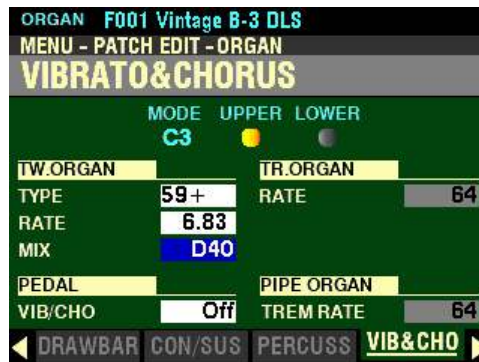 ORGAN F001 Vintage B-3 DLS
MENU - PATCH EDIT - ORGAN
VIBRATO&CHORUS
MODE UPPER LOWER
C3
TW.ORGAN TR.ORGAN
TYPE 59+ RATE 64
RATE 6.83
MIX D40
PEDAL PIPE ORGAN
VIB/CHO Off TREM RATE 64
DRAWBAR CON/SUS PERCUSS VIB&CHO